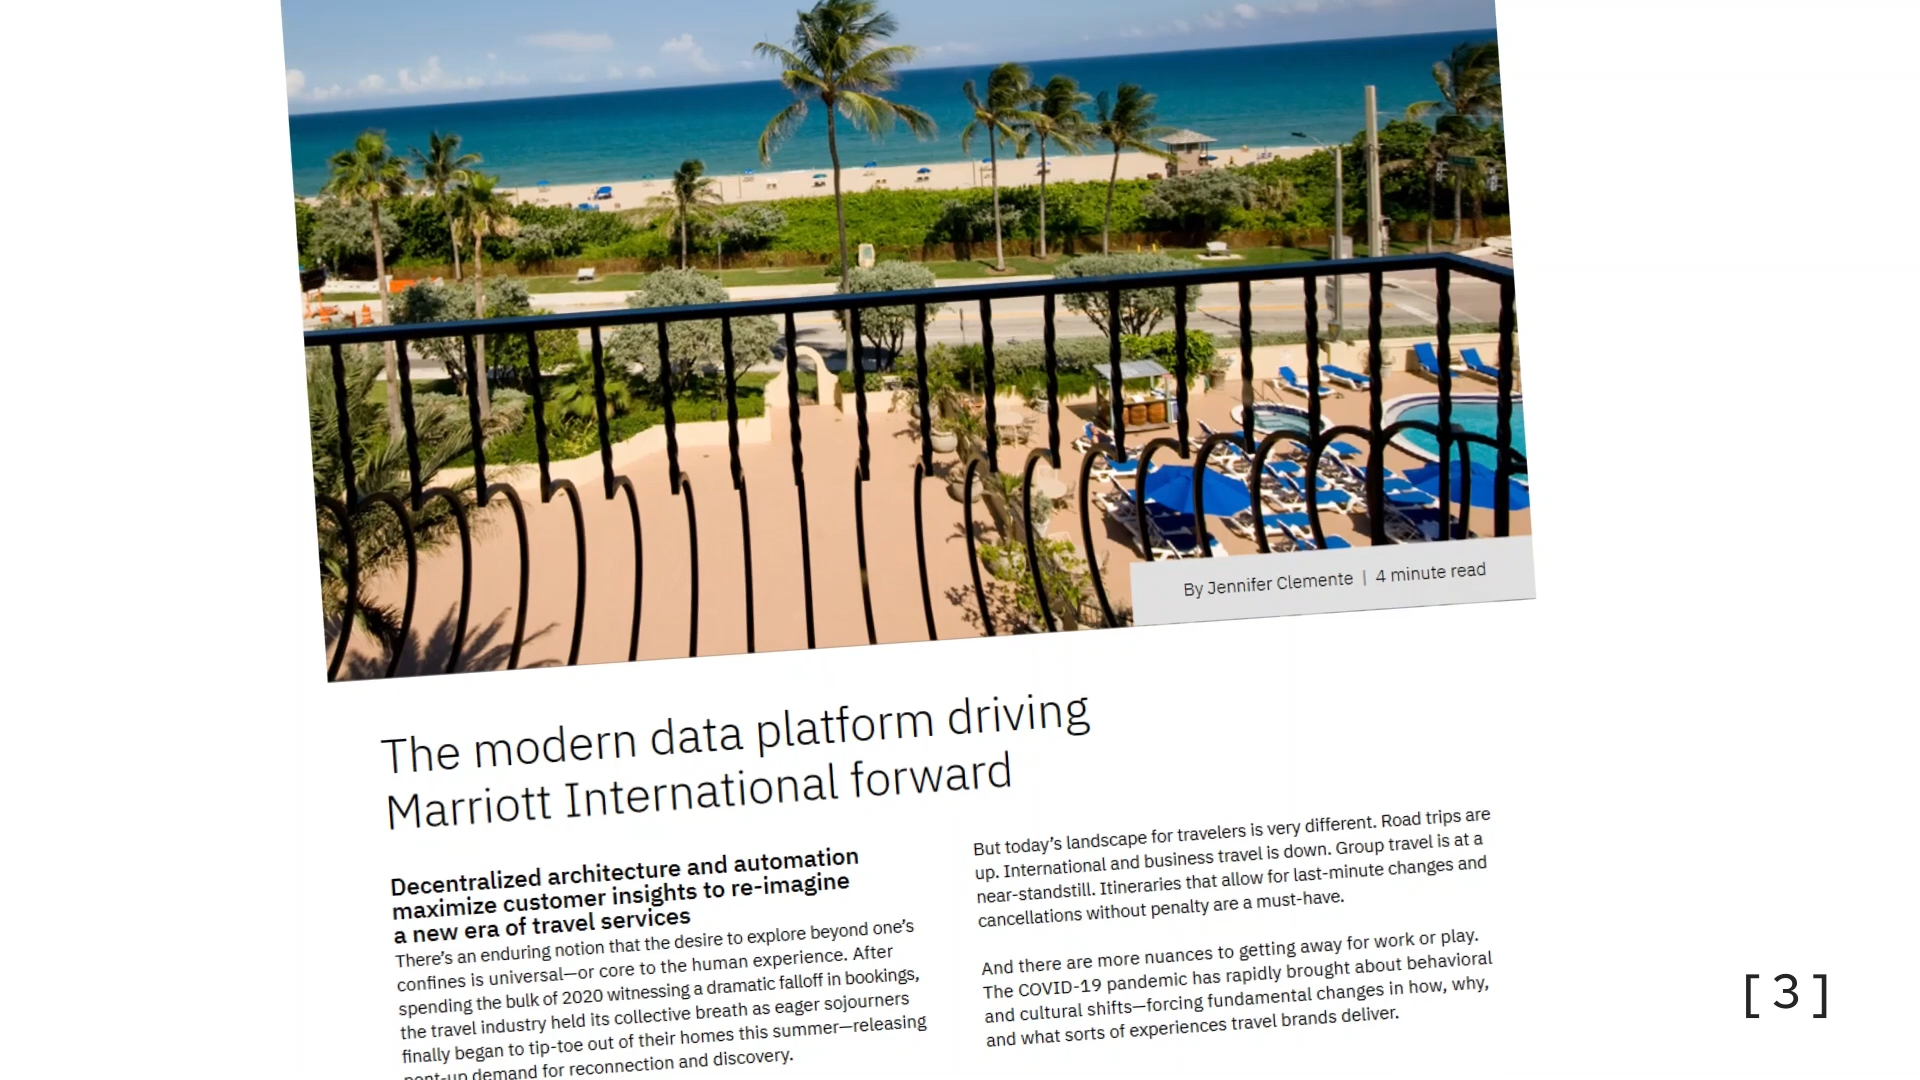 By Jennifer Clemente | 4 minute read
The modern data platform driving
Marriott International forward
Decentralized architecture and automation
maximize customer insights to re-imagine
a new era of travel services
There's an enduring notion that the desire to explore beyond one's
confines is universal—or core to the human experience. After
spending the bulk of 2020 witnessing a dramatic falloff in bookings,
the travel industry held its collective breath as eager sojourners
finally began to tip-toe out of their homes this summer—releasing
pent-up demand for reconnection and discovery.
But today's landscape for travelers is very different. Road trips are
up. International and business travel is down. Group travel is at a
near-standstill. Itineraries that allow for last-minute changes and
cancellations without penalty are a must-have.
And there are more nuances to getting away for work or play.
The COVID-19 pandemic has rapidly brought about behavioral
and cultural shifts—forcing fundamental changes in how, why,
and what sorts of experiences travel brands deliver.
[ 3 ]